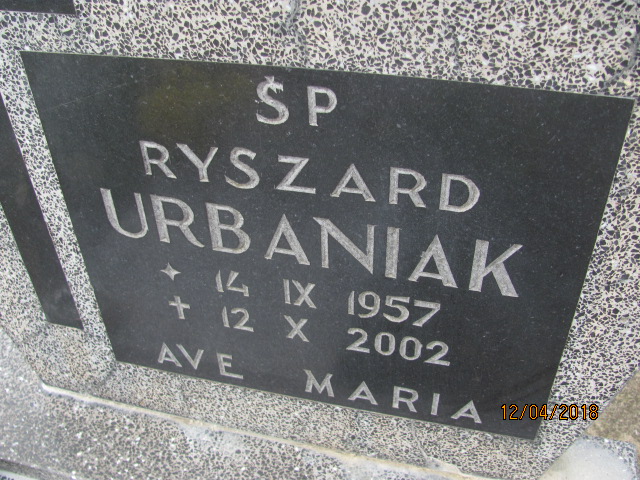 ŚP
RYSZARD
URBANIAK
14 IX 1957
12 X 2002
AVE MARIA
12/04/2018